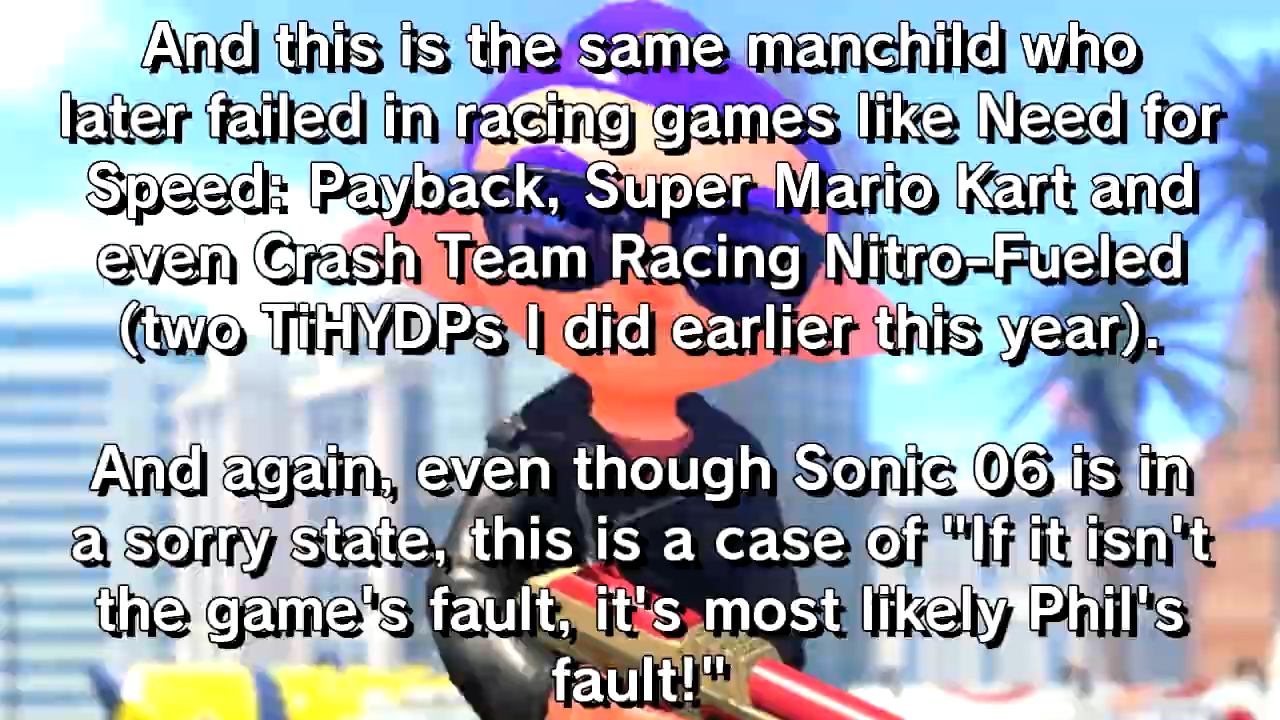 And this is the same manchild who
later failed in racing games like Need for
Speed: Payback, Super Mario Kart and
even Crash Team Racing Nitro-Fueled
(two TiHYDPs I did earlier this year).
And again, even though Sonic 06 is in
a sorry state, this is a case of "If it isn't
the game's fault, it's most likely Phil's
fault!"